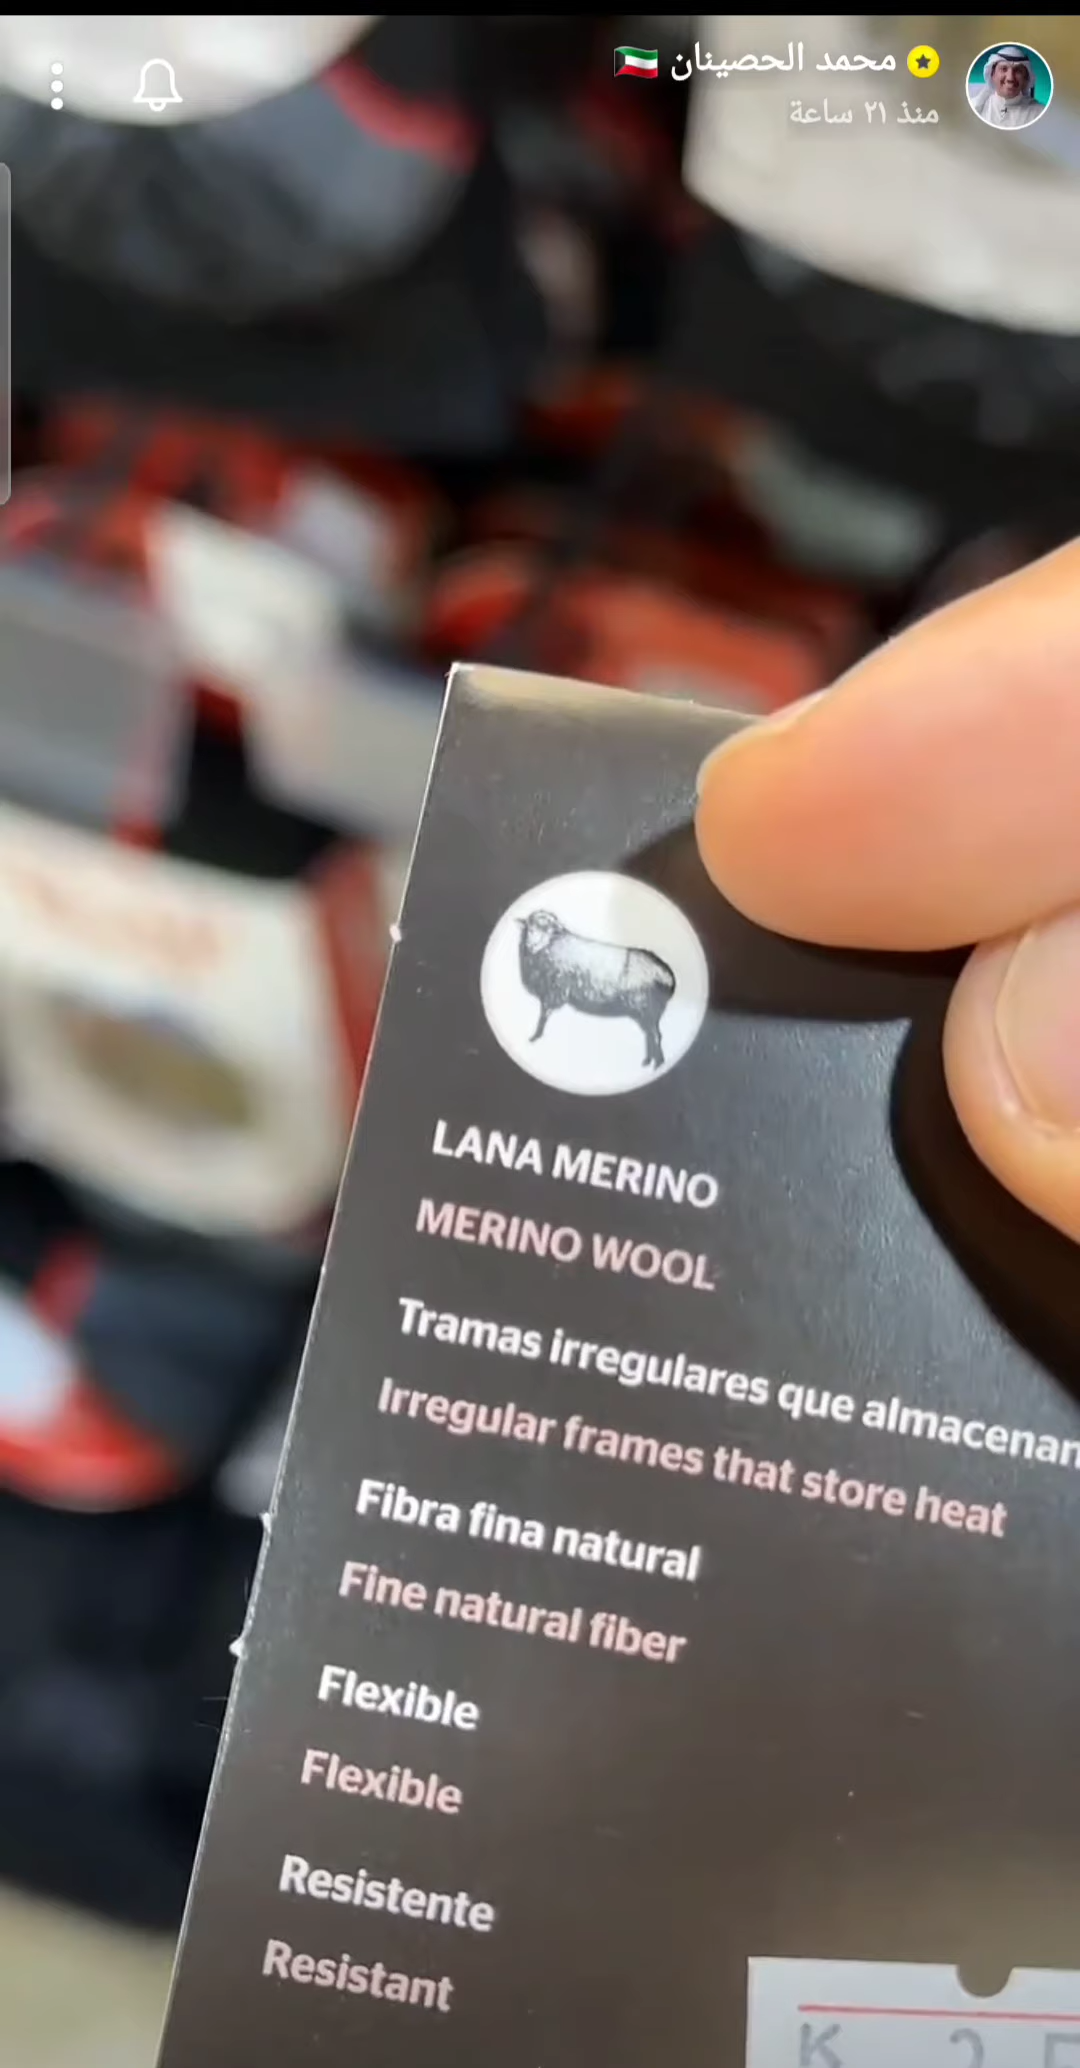 محمد الحصينان 🇰🇼
منذ ٢١ ساعة
LANA MERINO
MERINO WOOL
Tramas irregulares que almacenan
Irregular frames that store heat
Fibra fina natural
Fine natural fiber
Flexible
Flexible
Resistente
Resistant